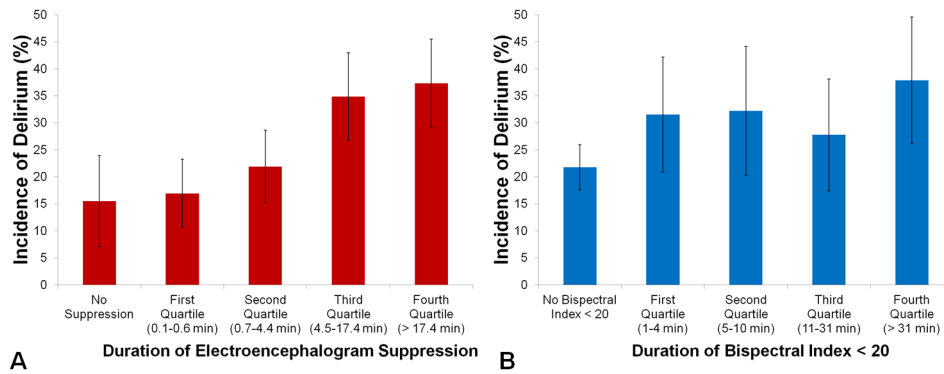 Incidence of Delirium (%)
50
45
40
35
30
25
20
15
10
5
0
No
Suppression
First
Quartile
(0.1-0.6 min)
Second
Quartile
(0.7-4.4 min)
Third
Quartile
(4.5-17.4 min)
Fourth
Quartile
(> 17.4 min)
A
Duration of Electroencephalogram Suppression
Incidence of Delirium (%)
50
45
40
35
30
25
20
15
10
5
0
No Bispectral
Index < 20
First
Quartile
(1-4 min)
Second
Quartile
(5-10 min)
Third
Quartile
(11-31 min)
Fourth
Quartile
(> 31 min)
B
Duration of Bispectral Index < 20